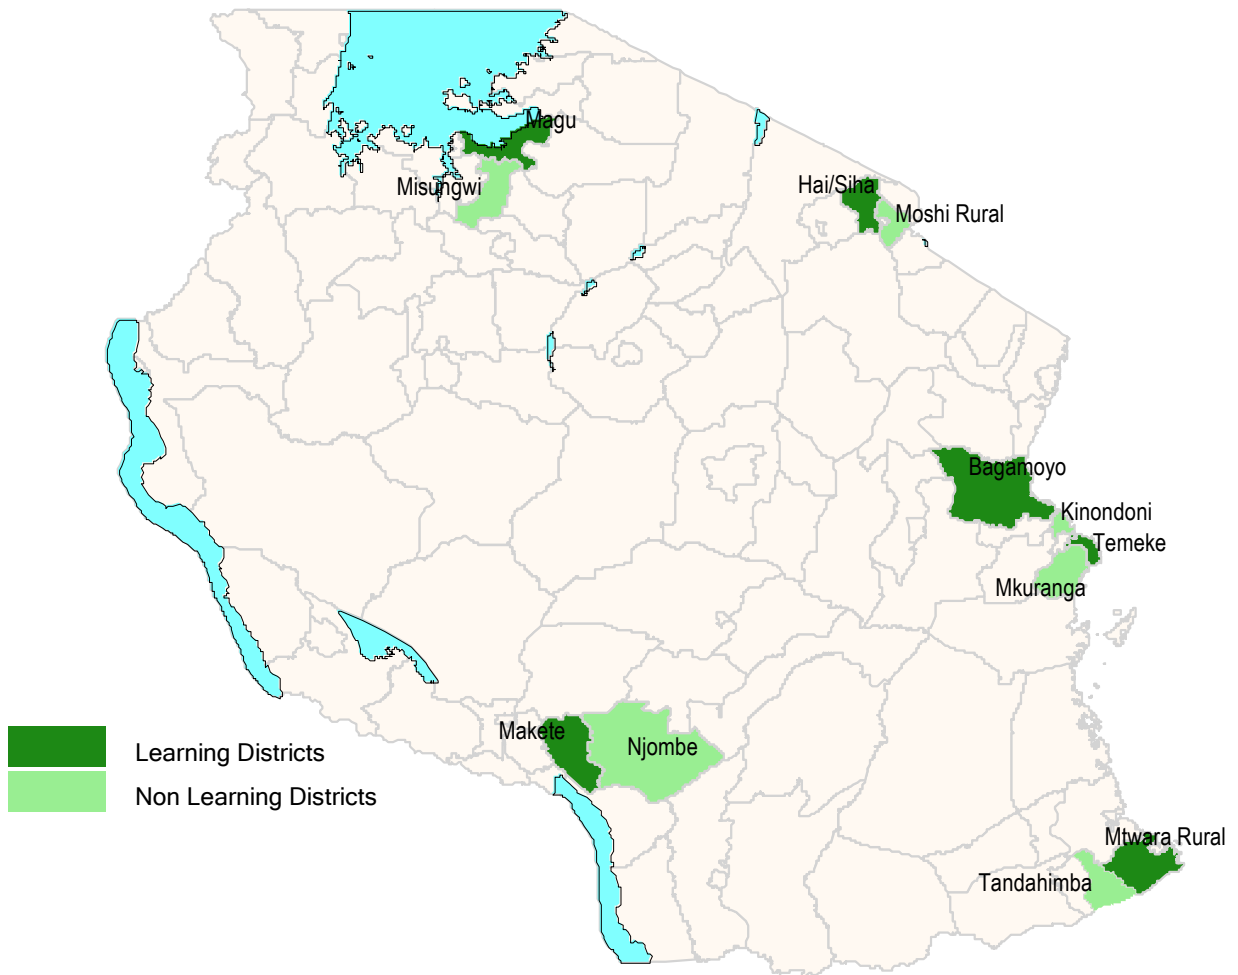 Magu
Hai/Siha
Misungwi
Moshi Rural
Bagamoyo
Kinondoni
Temeke
Mkuranga
Makete
Njombe
Learning Districts
Non Learning Districts
Mtwara Rural
Tandahimba